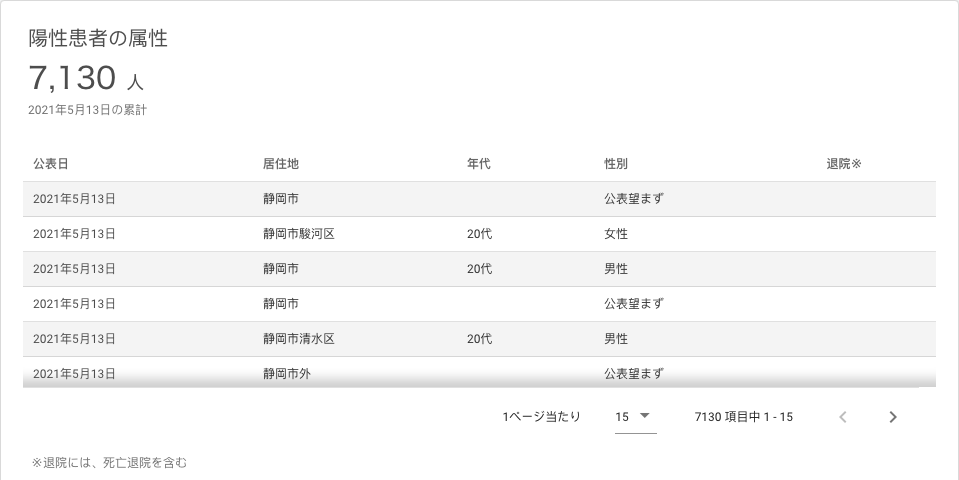 陽性患者の属性
7,130 人
2021年5月13日の累計
公表日 居住地 年代 性別 退院※
2021年5月13日 静岡市 公表望まず
2021年5月13日 静岡市駿河区 20代 女性
2021年5月13日 静岡市 20代 男性
2021年5月13日 静岡市 公表望まず
2021年5月13日 静岡市清水区 20代 男性
2021年5月13日 静岡市外 公表望まず
1ページ当たり 15 7130 項目中 1 - 15
※退院には、死亡退院を含む